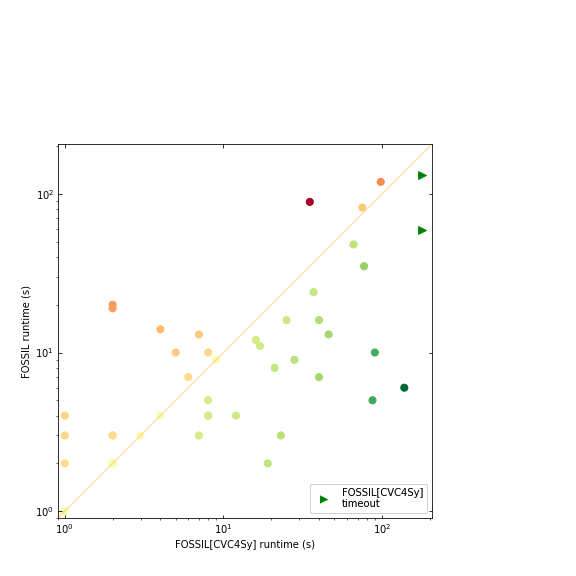 10²
10¹
10⁰
FOSSIL runtime (s)
10⁰
10¹
10²
FOSSIL[CVC4Sy] runtime (s)
FOSSIL[CVC4Sy]
timeout